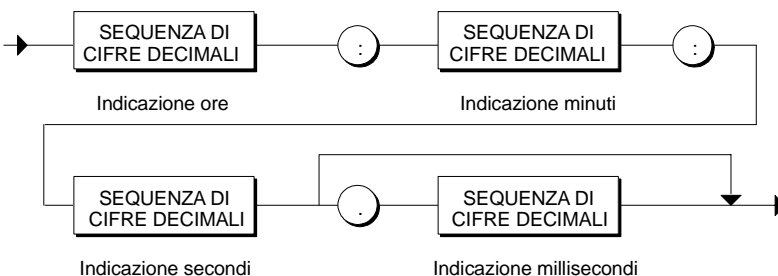 SEQUENZA DI
CIFRE DECIMALI
:
SEQUENZA DI
CIFRE DECIMALI
:
Indicazione ore
Indicazione minuti
SEQUENZA DI
CIFRE DECIMALI
.
SEQUENZA DI
CIFRE DECIMALI
Indicazione secondi
Indicazione millisecondi